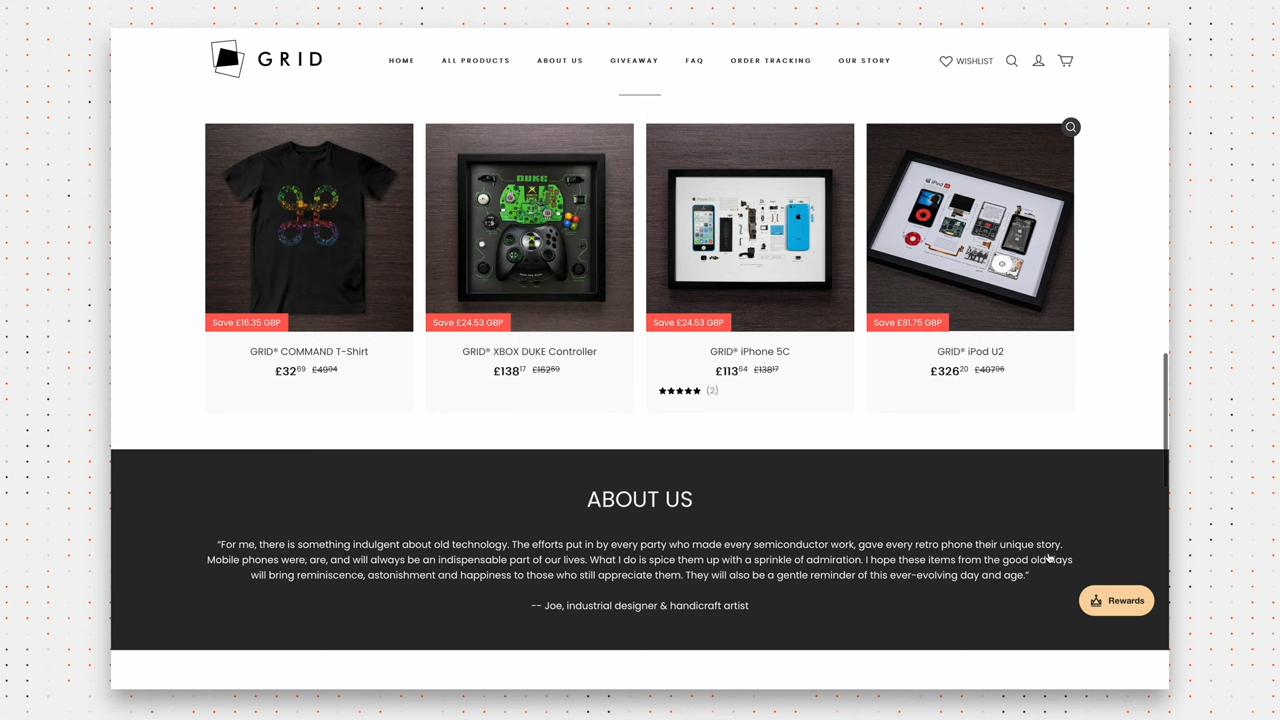 GRID
HOME ALL PRODUCTS ABOUT US GIVEAWAY FAQ ORDER TRACKING OUR STORY
WISHLIST
DUKE
Save £16.35 GBP
Save £24.53 GBP
Save £24.53 GBP
Save £81.75 GBP
GRID® COMMAND T-Shirt
£32.69 £49.04
GRID® XBOX DUKE Controller
£138.17 £162.69
GRID® iPhone 5C
£113.64 £138.17
(2)
GRID® iPod U2
£326.20 £407.96
ABOUT US
“For me, there is something indulgent about old technology. The efforts put in by every party who made every semiconductor work, gave every retro phone their unique story.
Mobile phones were, are, and will always be an indispensable part of our lives. What I do is spice them up with a sprinkle of admiration. I hope these items from the good old days
will bring reminiscence, astonishment and happiness to those who still appreciate them. They will also be a gentle reminder of this ever-evolving day and age.”
-- Joe, industrial designer & handicraft artist
Rewards